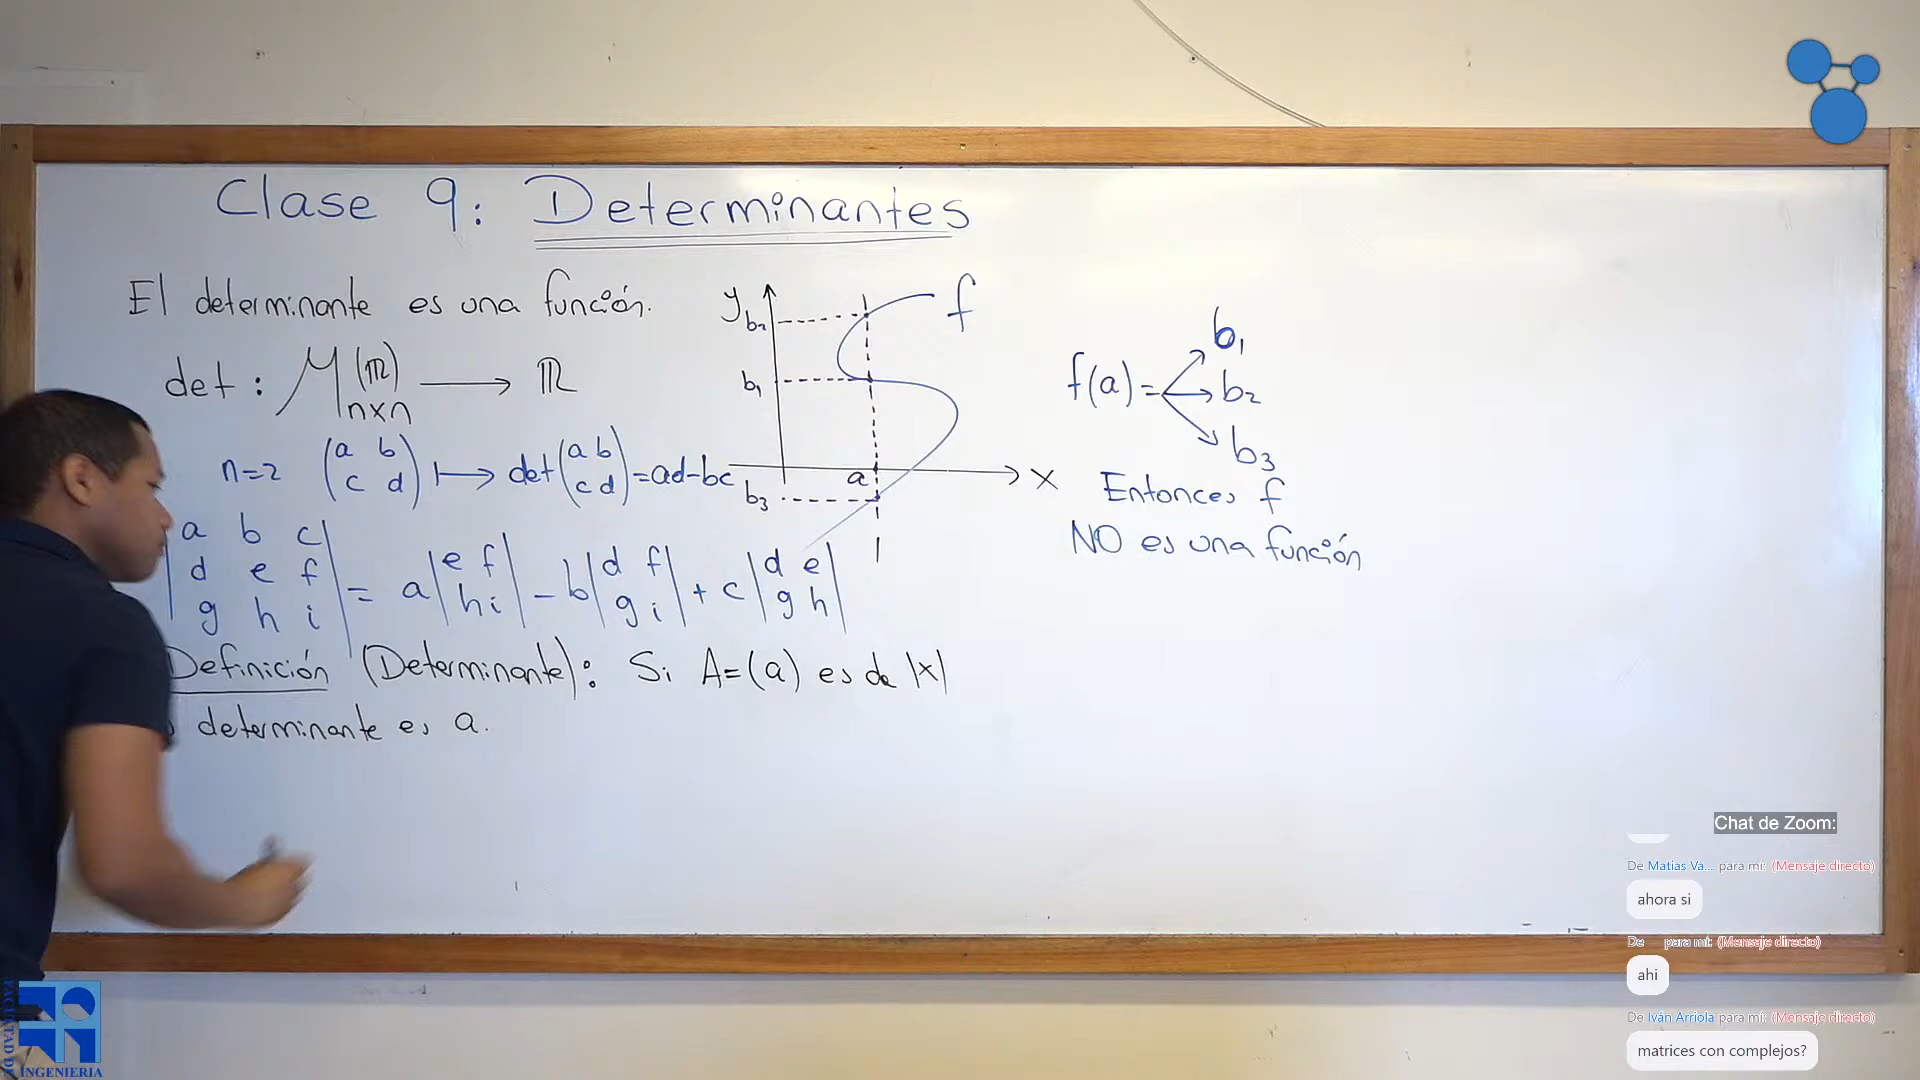 Clase 9: Determinantes
El determinante es una función.
det : M (ℝ) n×n ⟶ ℝ
n=2 (a b c d) ⟼ det(a b c d)=ad-bc
|a b c
d e f
g h i| = a|e f h i| - b|d f g i| + c|d e g h|
Definición (Determinante): Si A=(a) es de 1x1
determinante es a.
y
b₂
b₁
b₃
a
x
f
f(a)=
b₁
b₂
b₃
Entonces f
NO es una función
Chat de Zoom:
De Matias Va... para mí: (Mensaje directo)
ahora si
De para mí: (Mensaje directo)
ahi
De Iván Arriola para mí: (Mensaje directo)
matrices con complejos?
FACULTAD DE
INGENIERIA